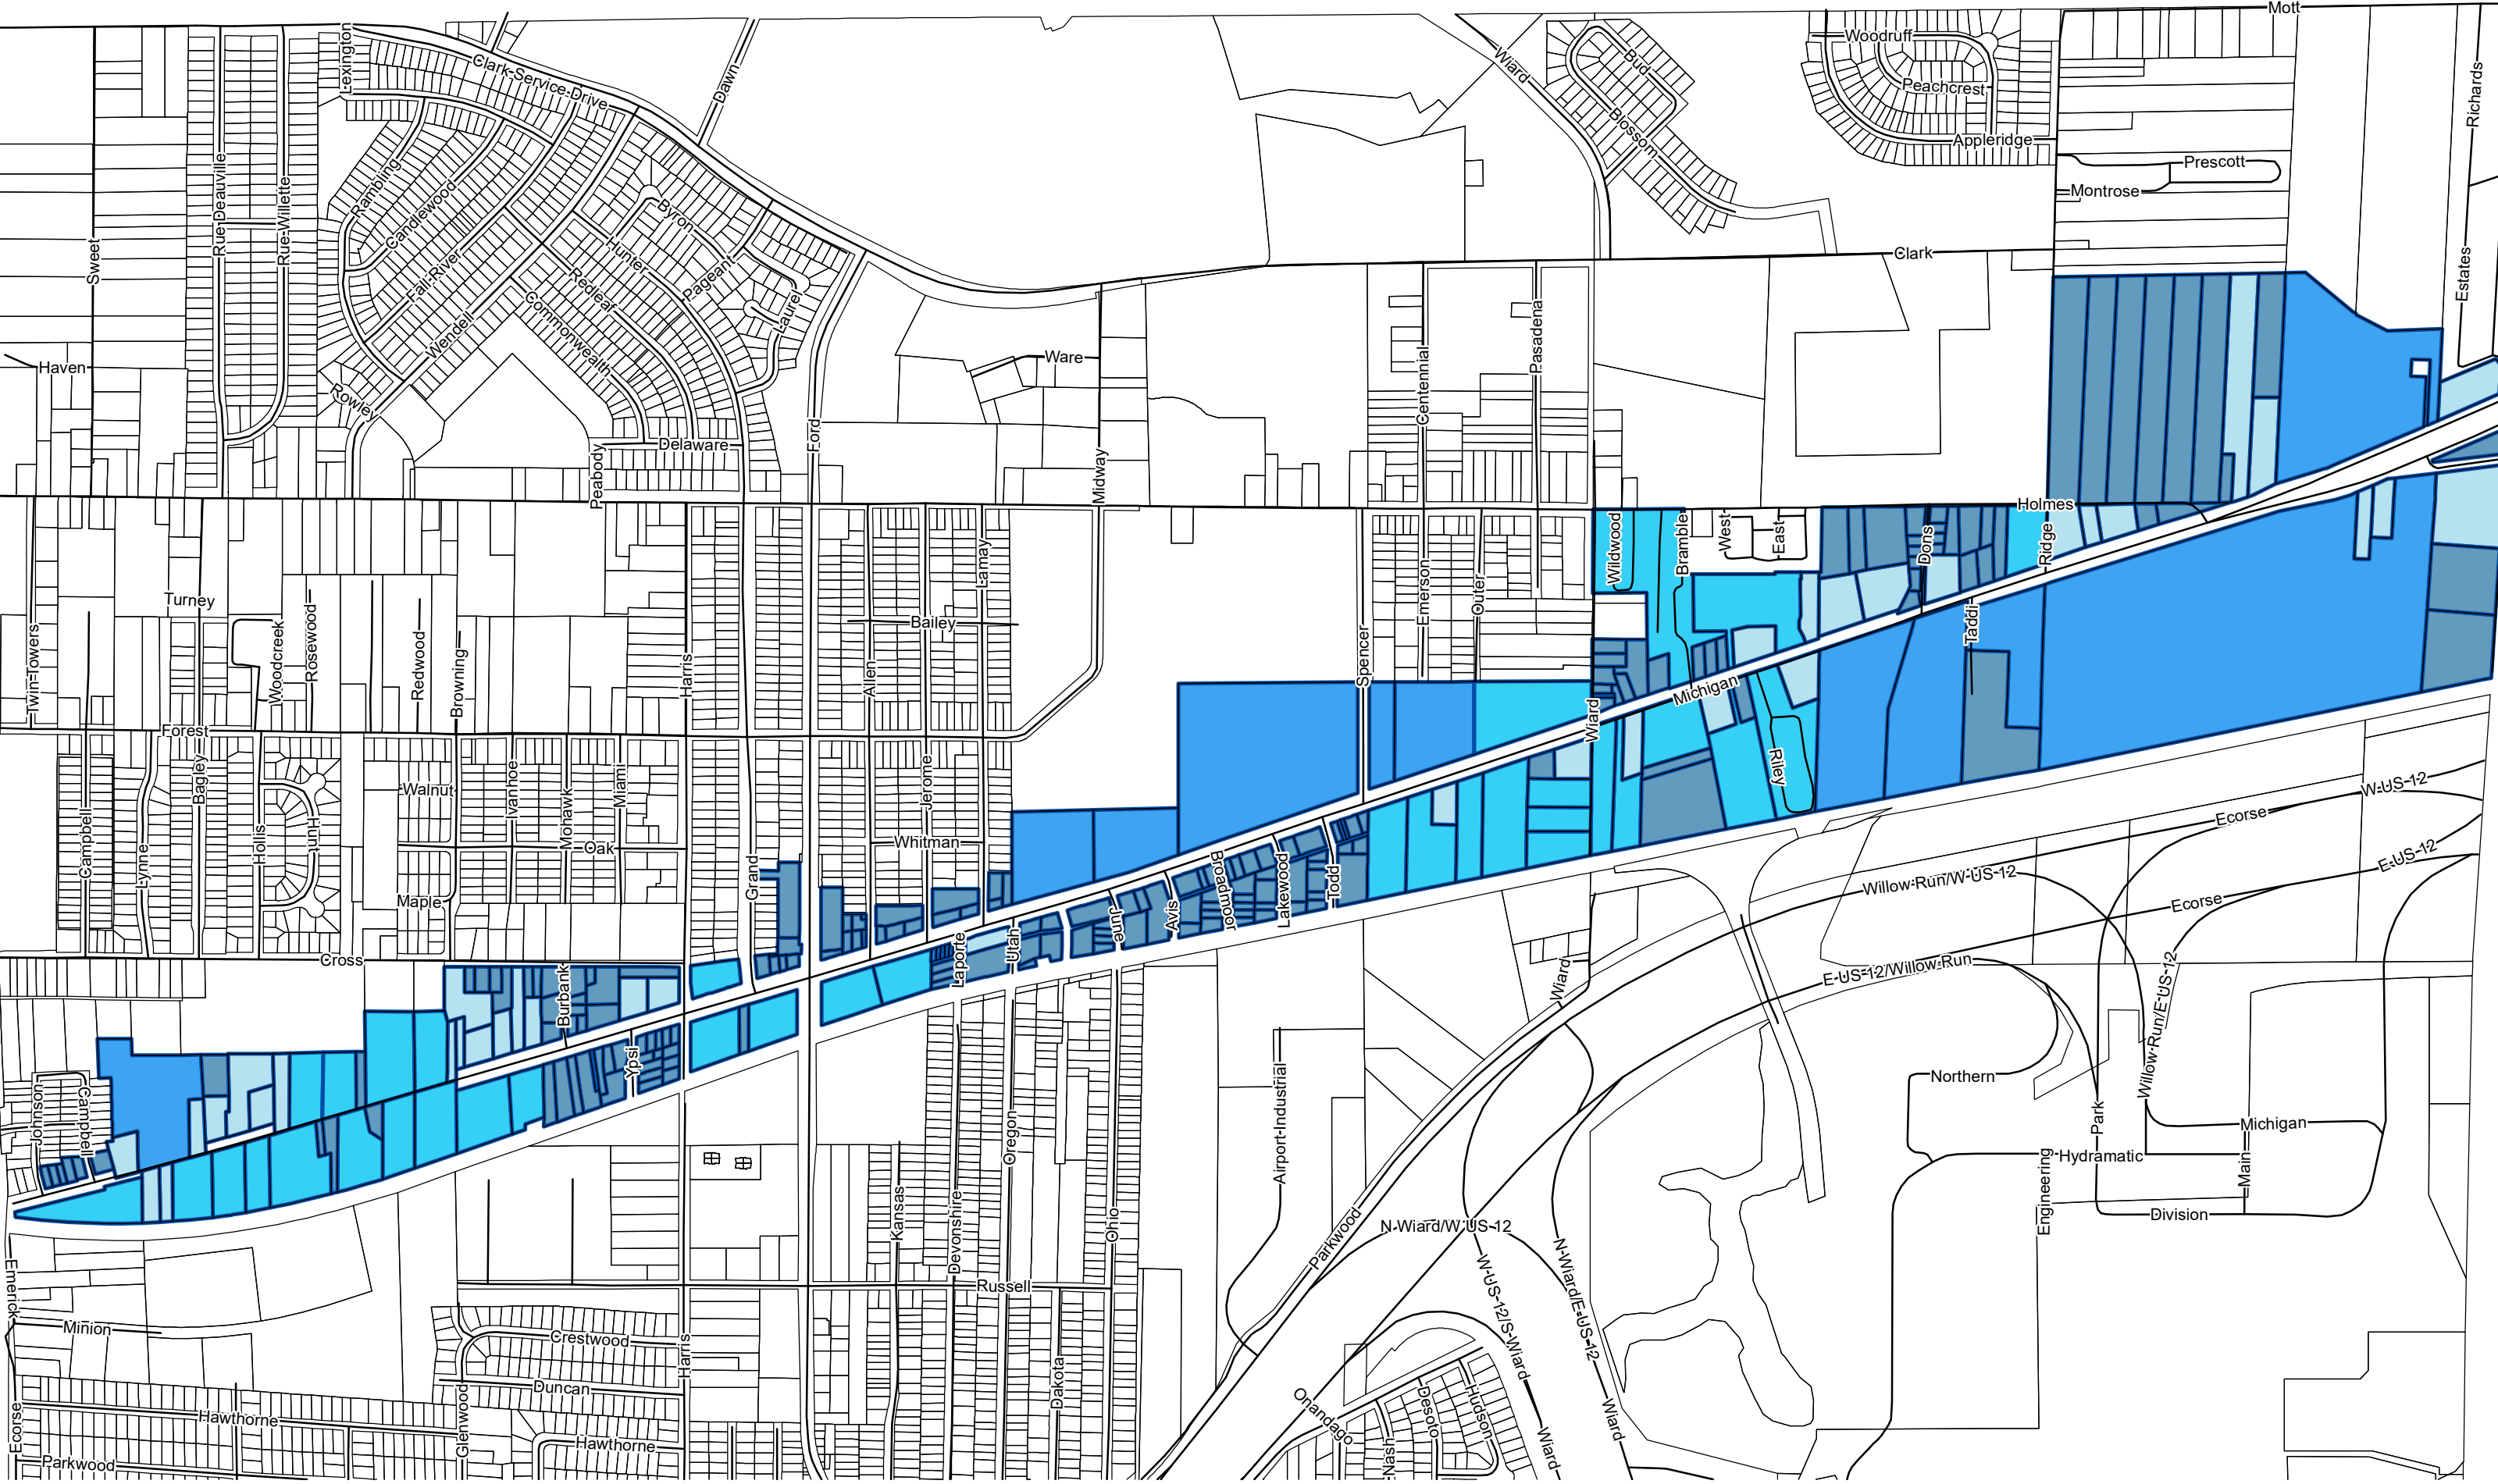 Mott
Woodruff
Lexington
Clark-Service-Drive
Dawn
Wiard
Bud
Peachcrest
Richards
Blossom
Appleridge
Prescott
Montrose
Rambling
Rue-Deauville
Rue-Willette
Candlewood
Byron
Sweet
Hunter
Pageant
Clark
Fall-River
Redleaf
Estates
Laurel
Commonwealth
Wendell
Pasadena
Haven
Ware
Centennial
Rowley
Delaware
Ford
Peabody
Midway
Holmes
Wildwood
Brambler
West
East
Dons
Ridge
Lamay
Turney
Emerson
Outer
Taddi
Bailey
Twin-Towers
Woodcreek
Rosewood
Redwood
Browning
Harris
Allen
Spencer
Michigan
Wiard
Forest
Riley
Walnut
Ivanhoe
Mohawk
Miami
Bagley
Jerome
W-US-12
Ecorse
Campbell
Lynne
Hollis
Hunt
Oak
Whitman
E-US-12
Grand
Maple
Broadmoor
Lakewood
Todd
Willow-Run/W-US-12
Ecorse
June
Avis
Utah
Laporte
Cross
Burbank
E-US-12/Willow-Run
Wiard
Willow-Run/E-US-12
Ypsi
Northern
Johnson
Campbell
Airport-Industrial
Park
Michigan
Oregon
Hydramatic
Main
Engineering
Kansas
Devonshire
Ohio
Parkwood
N-Wiard/W-US-12
Division
Emerick
Russell
W-US-12/S-Wiard
N-Wiard/E-US-12
Minion
Crestwood
Harris
Duncan
Dakota
Onandago
Desoto
Hudson
Wiard
Hawthorne
Glenwood
Ecorse
Hawthorne
Nash
Wiard
Parkwood